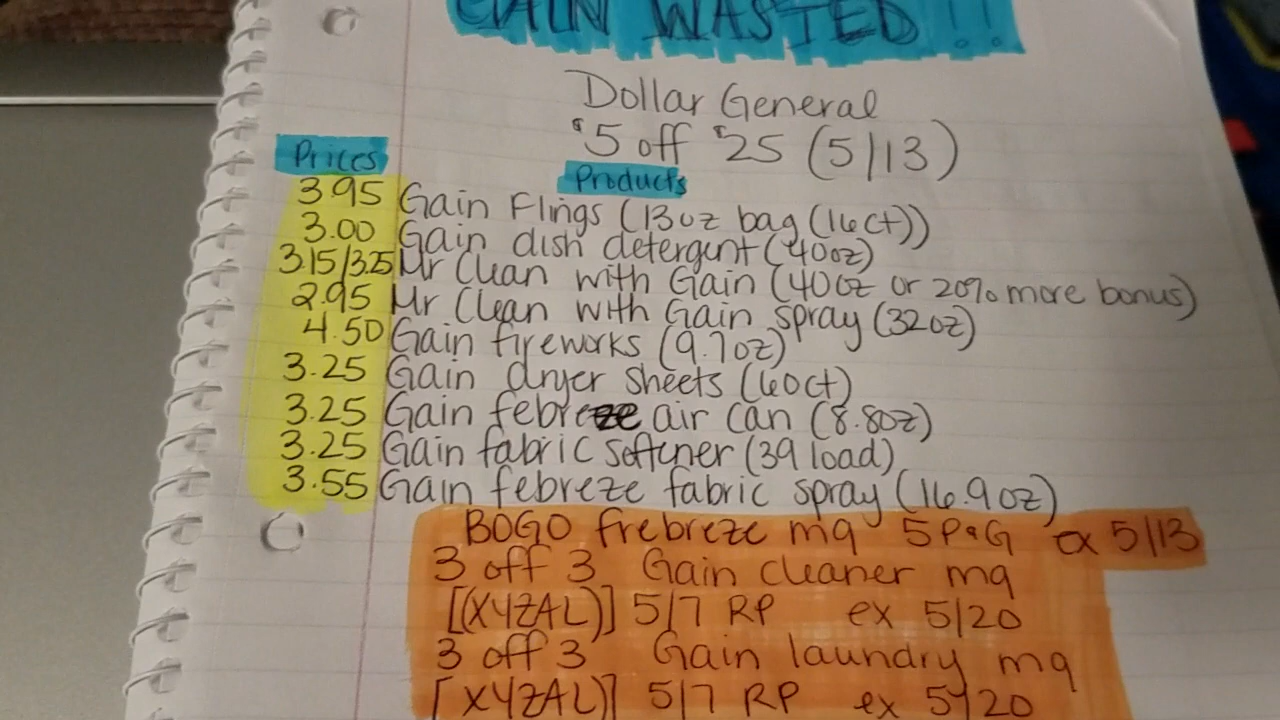 GAIN WASTED!!
Dollar General
$5 off $25 (5/13)
Prices
Products
3.95 Gain Flings (13oz bag (16ct))
3.00 Gain dish detergent (40oz)
3.15/3.25 Mr Clean with Gain (40oz or 20% more bonus)
2.95 Mr Clean with Gain spray (32oz)
4.50 Gain fireworks (9.7oz)
3.25 Gain dryer sheets (60ct)
3.25 Gain febreze air can (8.8oz)
3.25 Gain fabric softner (39 load)
3.55 Gain febreze fabric spray (16.9oz)
BOGO frebreze mq 5P&G ex 5/13
3 off 3 Gain cleaner mq
[(XYZAL)] 5/7 RP ex 5/20
3 off 3 Gain laundry mq
[XYZAL)] 5/7 RP ex 5/20